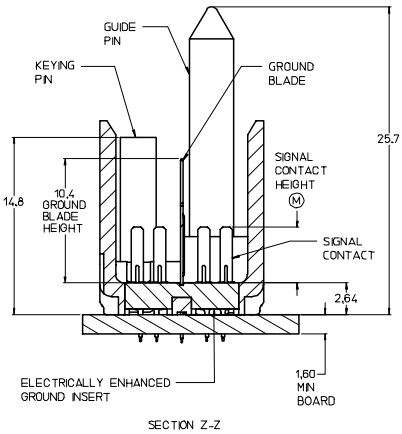 GUIDE
PIN
KEYING
PIN
GROUND
BLADE
25.7
SIGNAL
CONTACT
HEIGHT
M
14.8
10.4
GROUND
BLADE
HEIGHT
SIGNAL
CONTACT
2.64
1.60
MIN
BOARD
ELECTRICALLY ENHANCED
GROUND INSERT
SECTION Z-Z